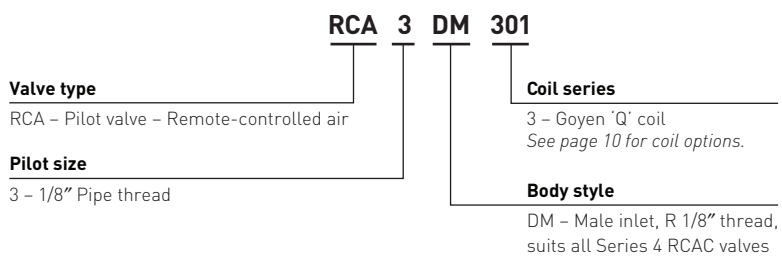 RCA 3 DM 301
Valve type
RCA – Pilot valve – Remote-controlled air
Pilot size
3 – 1/8″ Pipe thread
Coil series
3 – Goyen ‘Q’ coil
See page 10 for coil options.
Body style
DM – Male inlet, R 1/8″ thread,
suits all Series 4 RCAC valves